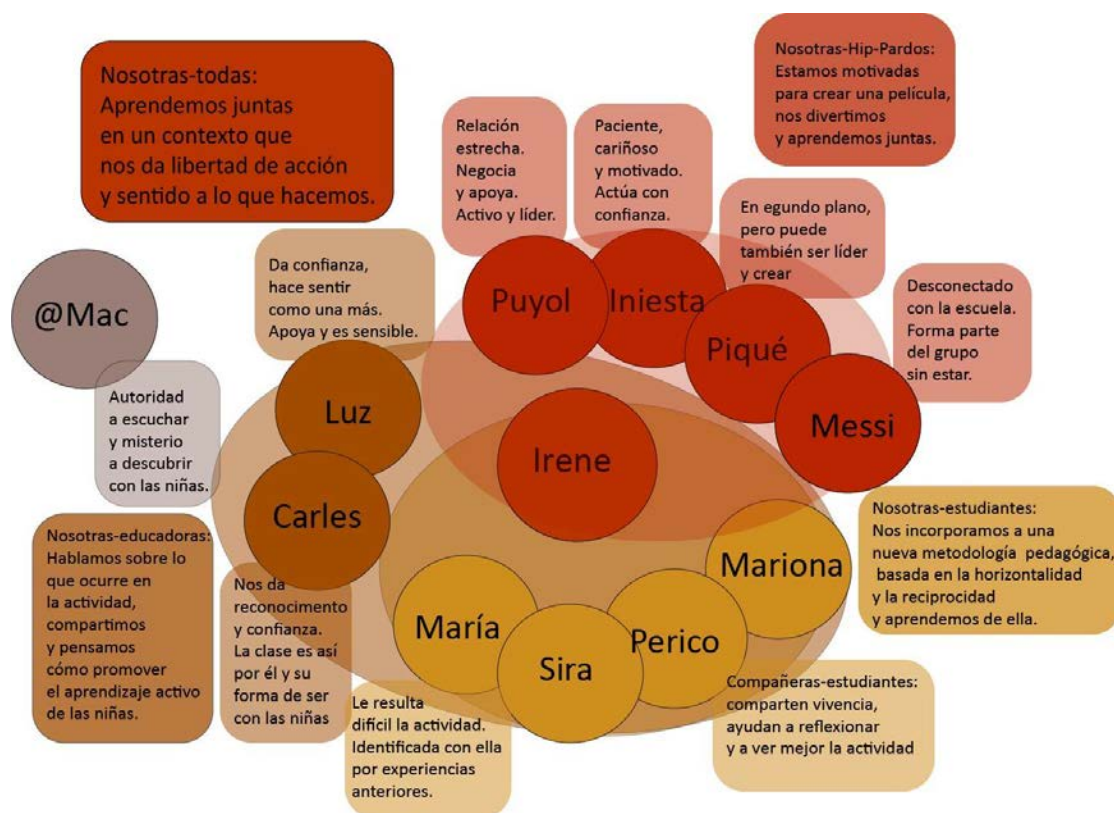 Nosotras-todas:
Aprendemos juntas
en un contexto que
nos da libertad de acción
y sentido a lo que hacemos.
Nosotras-Hip-Pardos:
Estamos motivadas
para crear una película,
nos divertimos
y aprendemos juntas.
Relación
estrecha.
Negocia
y apoya.
Activo y líder.
Paciente,
cariñoso
y motivado.
Actúa con
confianza.
En egundo plano,
pero puede
también ser líder
y crear
Desconectado
con la escuela.
Forma parte
del grupo
sin estar.
Da confianza,
hace sentir
como una más.
Apoya y es sensible.
@Mac
Puyol
Iniesta
Piqué
Messi
Luz
Irene
Carles
Autoridad
a escuchar
y misterio
a descubrir
con las niñas.
Nosotras-educadoras:
Hablamos sobre lo
que ocurre en
la actividad,
compartimos
y pensamos
cómo promover
el aprendizaje activo
de las niñas.
Nos da
reconocimento
y confianza.
La clase es así
por él y su
forma de ser
con las niñas
María
Sira
Perico
Mariona
Nosotras-estudiantes:
Nos incorporamos a una
nueva metodología pedagógica,
basada en la horizontalidad
y la reciprocidad
y aprendemos de ella.
Le resulta
difícil la actividad.
Identificada con ella
por experiencias
anteriores.
Compañeras-estudiantes:
comparten vivencia,
ayudan a reflexionar
y a ver mejor la actividad